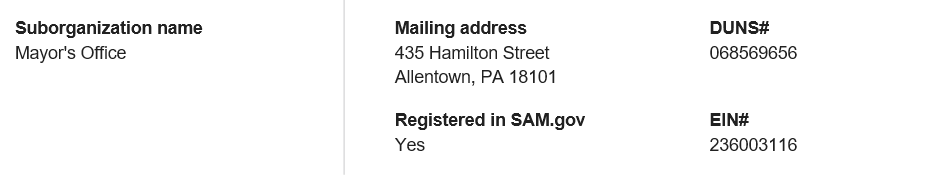 Suborganization name
Mayor's Office
Mailing address
435 Hamilton Street
Allentown, PA 18101
DUNS#
068569656
Registered in SAM.gov
Yes
EIN#
236003116